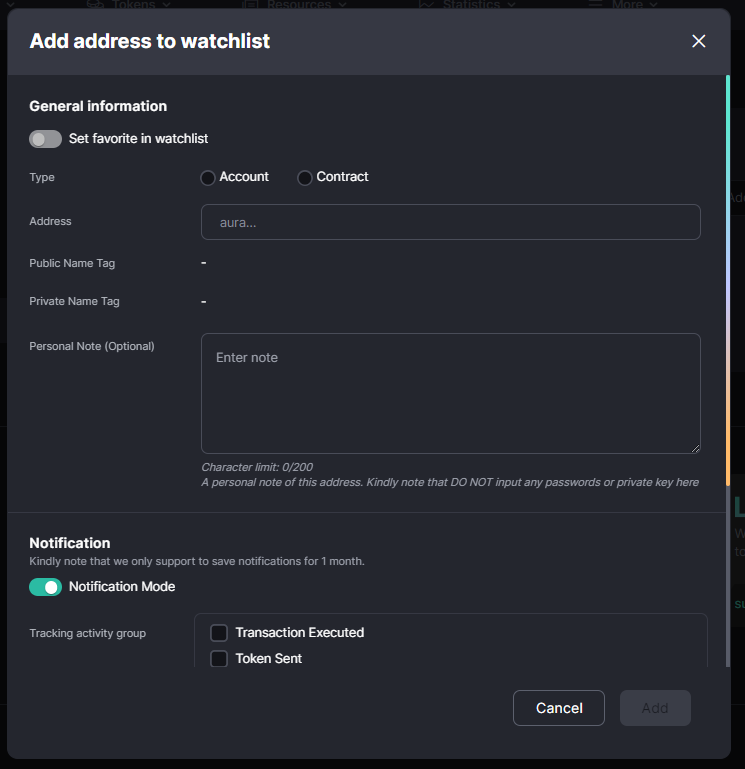 Tokens Resources Statistics More
Add address to watchlist
General information
Set favorite in watchlist
Type Account Contract
Address aura...
Public Name Tag -
Private Name Tag -
Personal Note (Optional) Enter note
Character limit: 0/200
A personal note of this address. Kindly note that DO NOT input any passwords or private key here
Notification
Kindly note that we only support to save notifications for 1 month.
Notification Mode
Tracking activity group Transaction Executed
Token Sent
Cancel Add